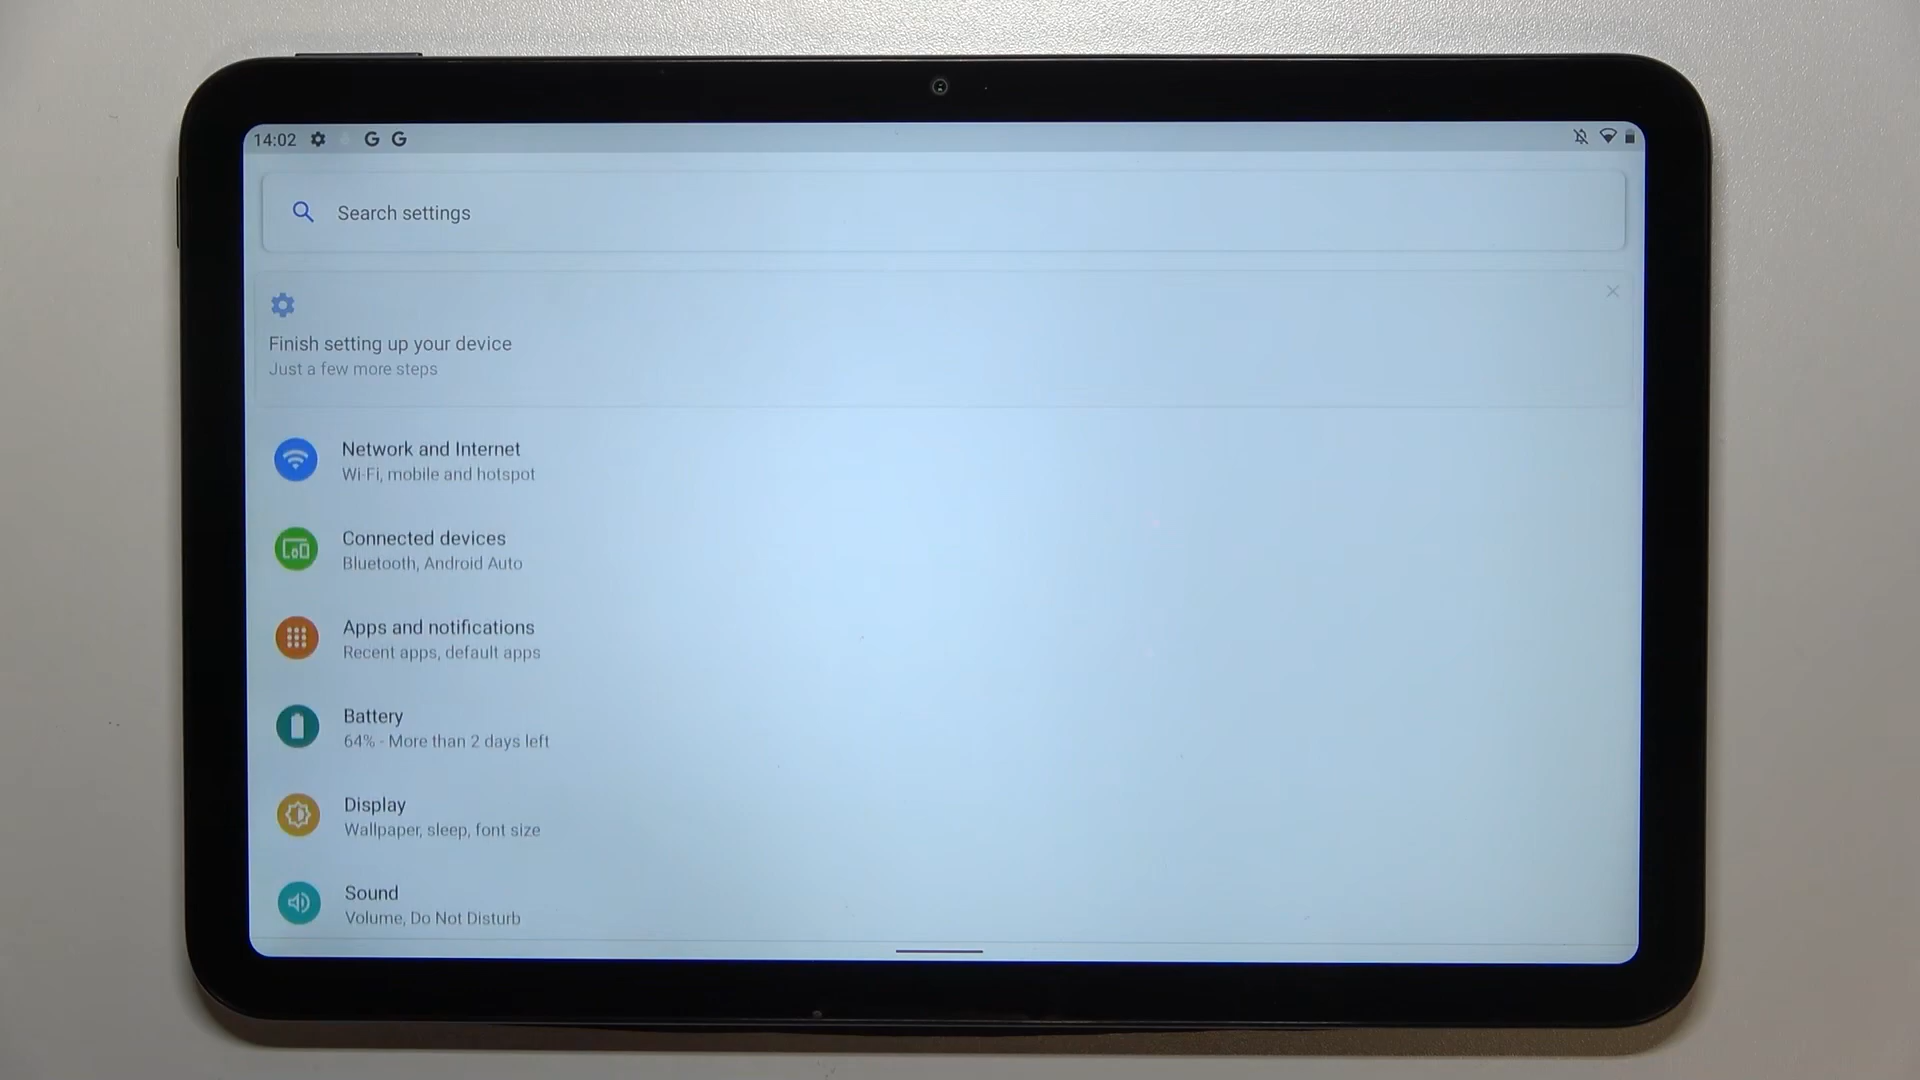 14:02 G G
Search settings
Finish setting up your device
Just a few more steps
Network and Internet
Wi-Fi, mobile and hotspot
Connected devices
Bluetooth, Android Auto
Apps and notifications
Recent apps, default apps
Battery
64% - More than 2 days left
Display
Wallpaper, sleep, font size
Sound
Volume, Do Not Disturb